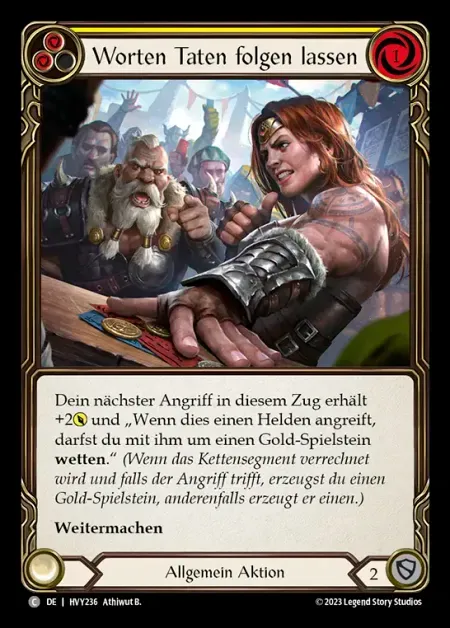 Worten Taten folgen lassen
1
Dein nächster Angriff in diesem Zug erhält
+2 und „Wenn dies einen Helden angreift,
darfst du mit ihm um einen Gold-Spielstein
wetten.“ (Wenn das Kettensegment verrechnet
wird und falls der Angriff trifft, erzeugst du einen
Gold-Spielstein, anderenfalls erzeugt er einen.)
Weitermachen
Allgemein Aktion
2
C DE | HVY236 Athiwut B.
© 2023 Legend Story Studios